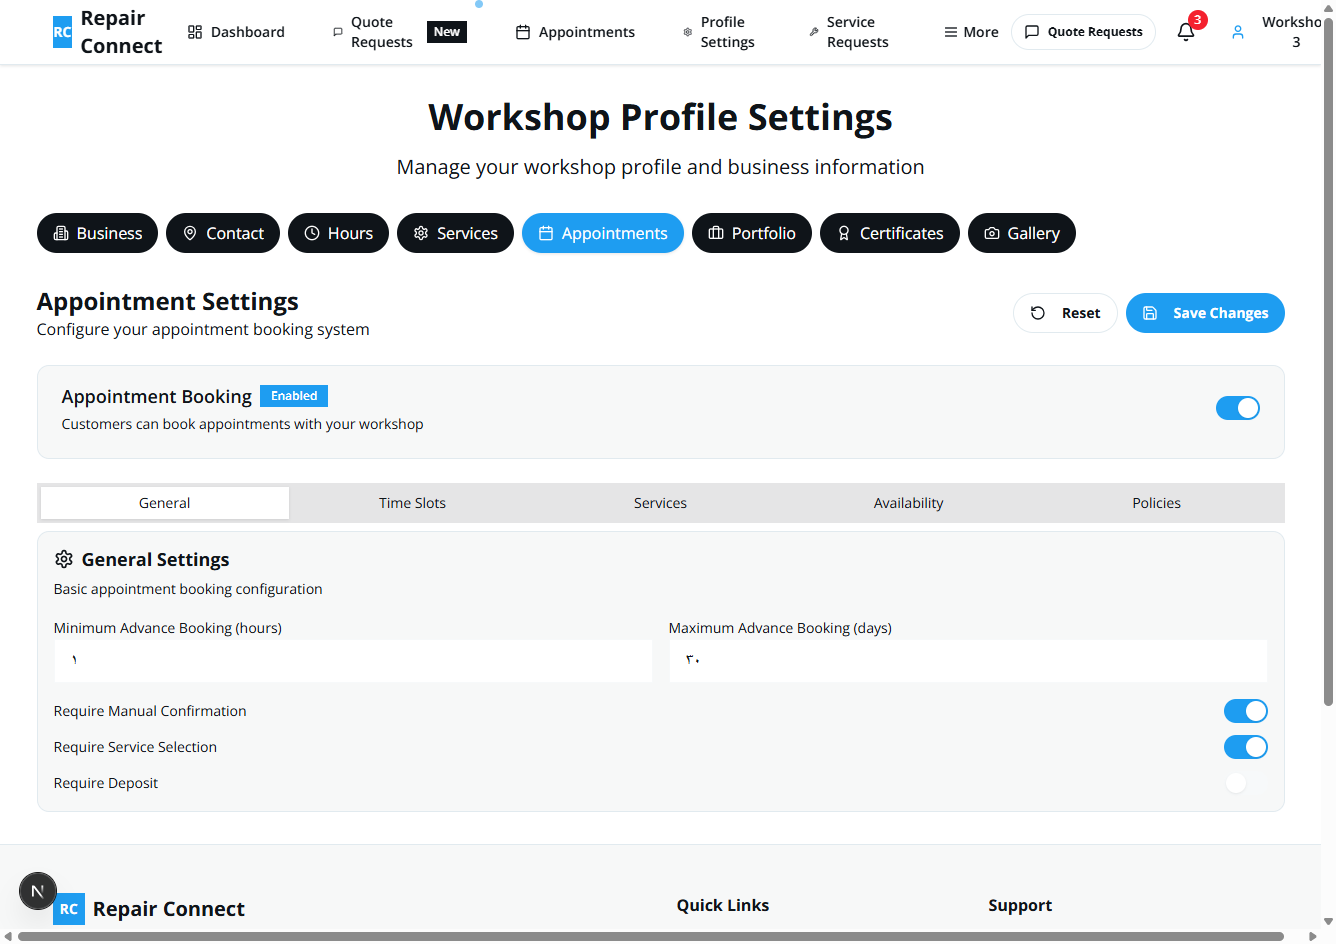 RC Repair Connect
Dashboard
Quote Requests
New
Appointments
Profile Settings
Service Requests
More
Quote Requests
3
Worksho
3
Workshop Profile Settings
Manage your workshop profile and business information
Business
Contact
Hours
Services
Appointments
Portfolio
Certificates
Gallery
Appointment Settings
Configure your appointment booking system
Reset
Save Changes
Appointment Booking
Enabled
Customers can book appointments with your workshop
General
Time Slots
Services
Availability
Policies
General Settings
Basic appointment booking configuration
Minimum Advance Booking (hours)
Maximum Advance Booking (days)
۱
۳۰
Require Manual Confirmation
Require Service Selection
Require Deposit
N
RC Repair Connect
Quick Links
Support